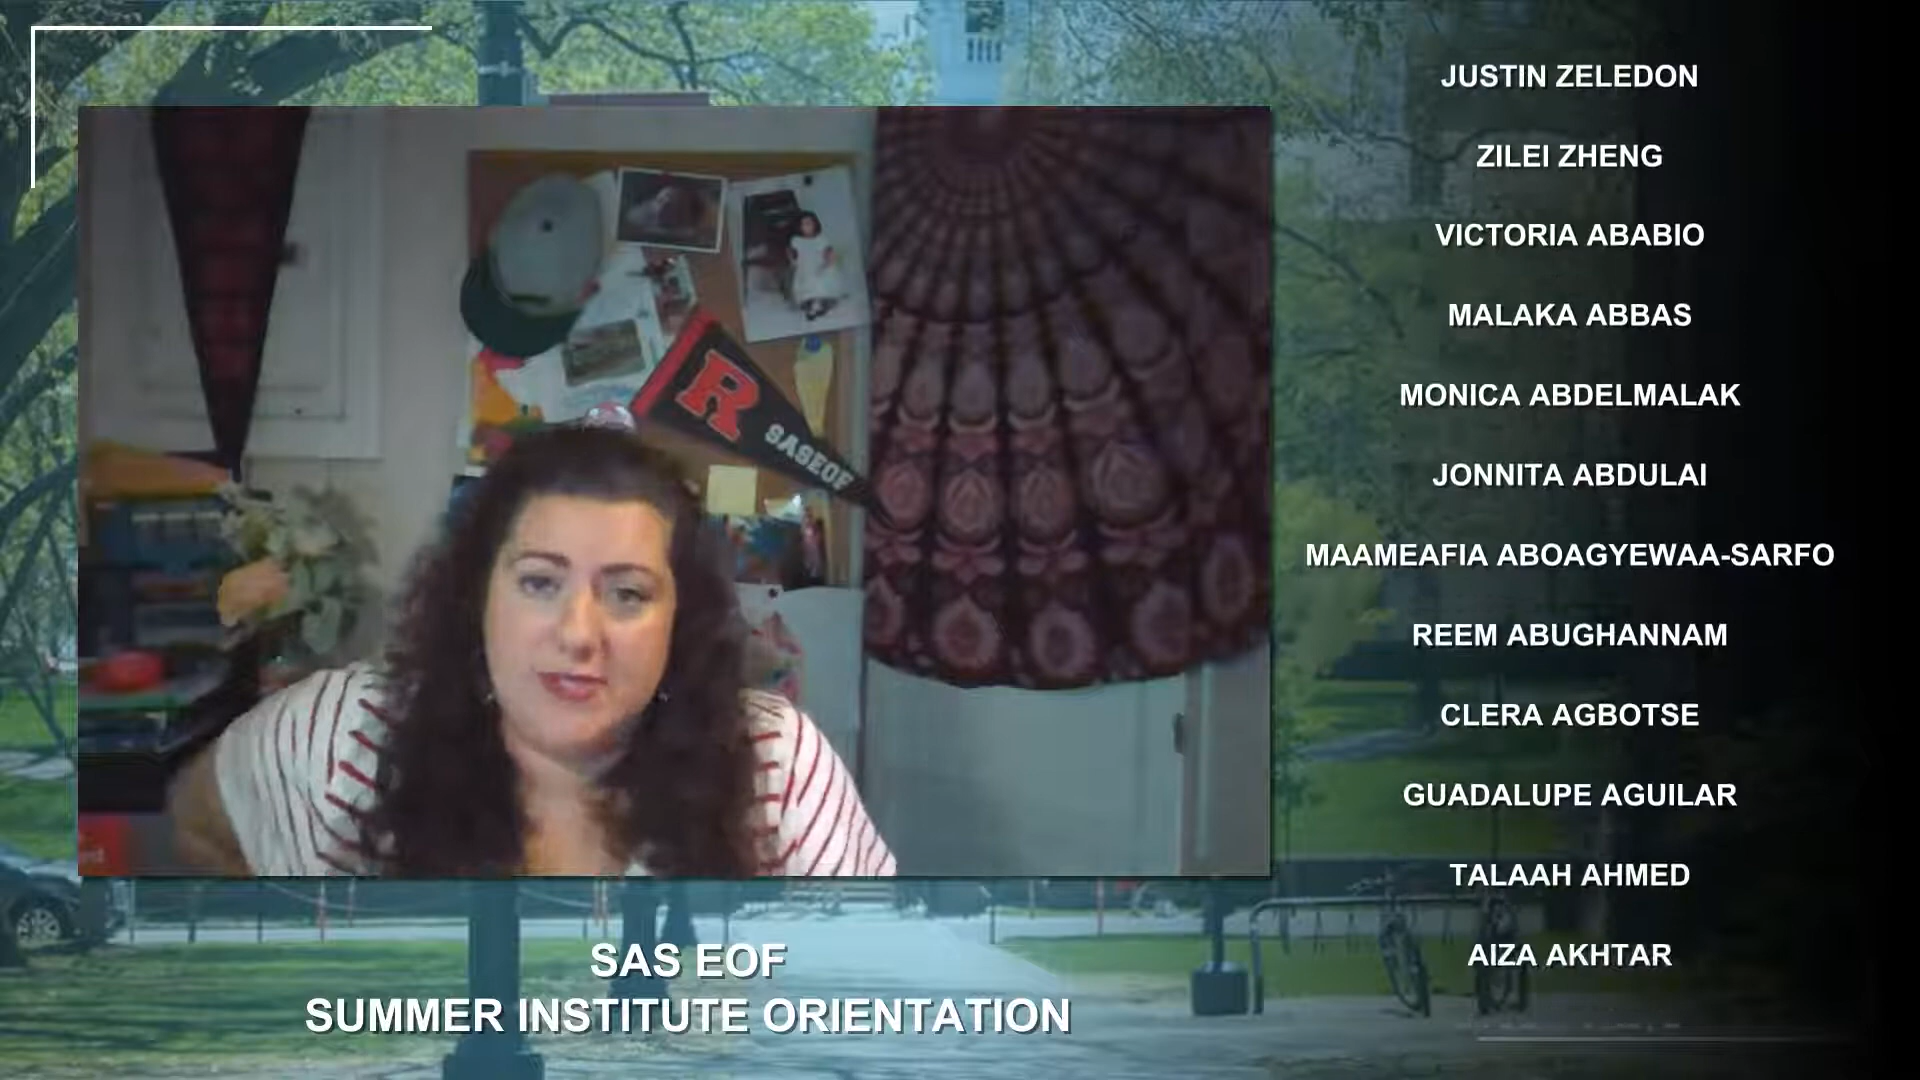 R
SASEOF
SAS EOF
SUMMER INSTITUTE ORIENTATION
JUSTIN ZELEDON
ZILEI ZHENG
VICTORIA ABABIO
MALAKA ABBAS
MONICA ABDELMALAK
JONNITA ABDULAI
MAAMEAFIA ABOAGYEWAA-SARFO
REEM ABUGHANNAM
CLERA AGBOTSE
GUADALUPE AGUILAR
TALAAH AHMED
AIZA AKHTAR